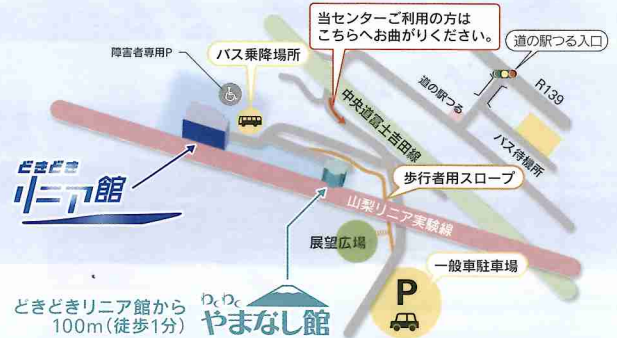 当センターご利用の方は
こちらへお曲がりください。
道の駅つる入口
障害者専用P
バス乗降場所
中央道富士吉田線
道の駅つる
R139
バス待機所
どきどき
リニア館
歩行者用スロープ
山梨リニア実験線
展望広場
一般車駐車場
P
どきどきリニア館から
100m(徒歩1分)
わくわく
やまなし館